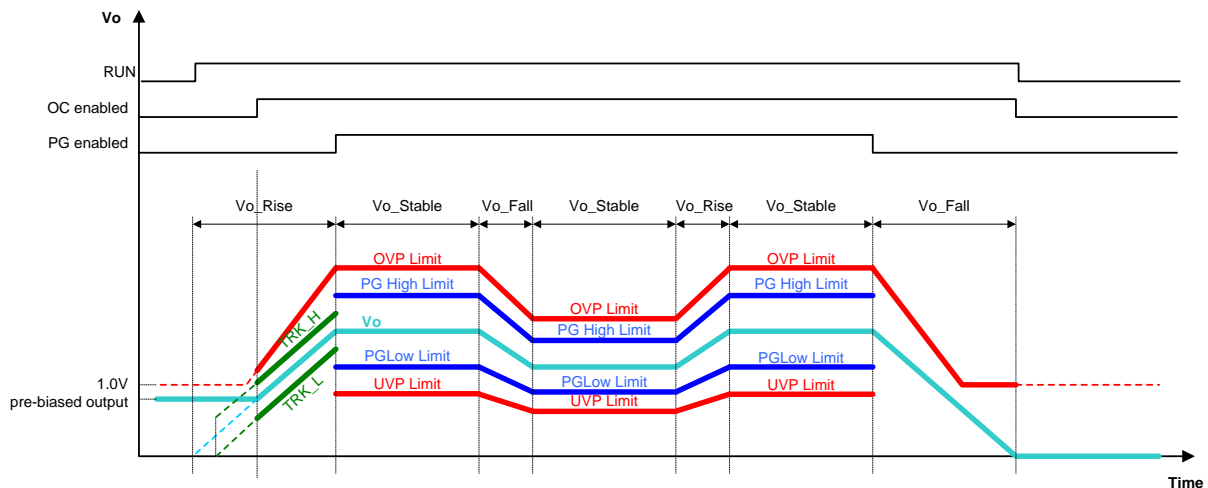 Vo
RUN
OC enabled
PG enabled
Vo_Rise
Vo_Stable
Vo_Fall
Vo_Stable
Vo_Rise
Vo_Stable
Vo_Fall
OVP Limit
OVP Limit
PG High Limit
PG High Limit
OVP Limit
Vo
TRK_H
PG High Limit
PGLow Limit
PGLow Limit
1.0V
PGLow Limit
UVP Limit
UVP Limit
TRK_L
pre-biased output
UVP Limit
Time